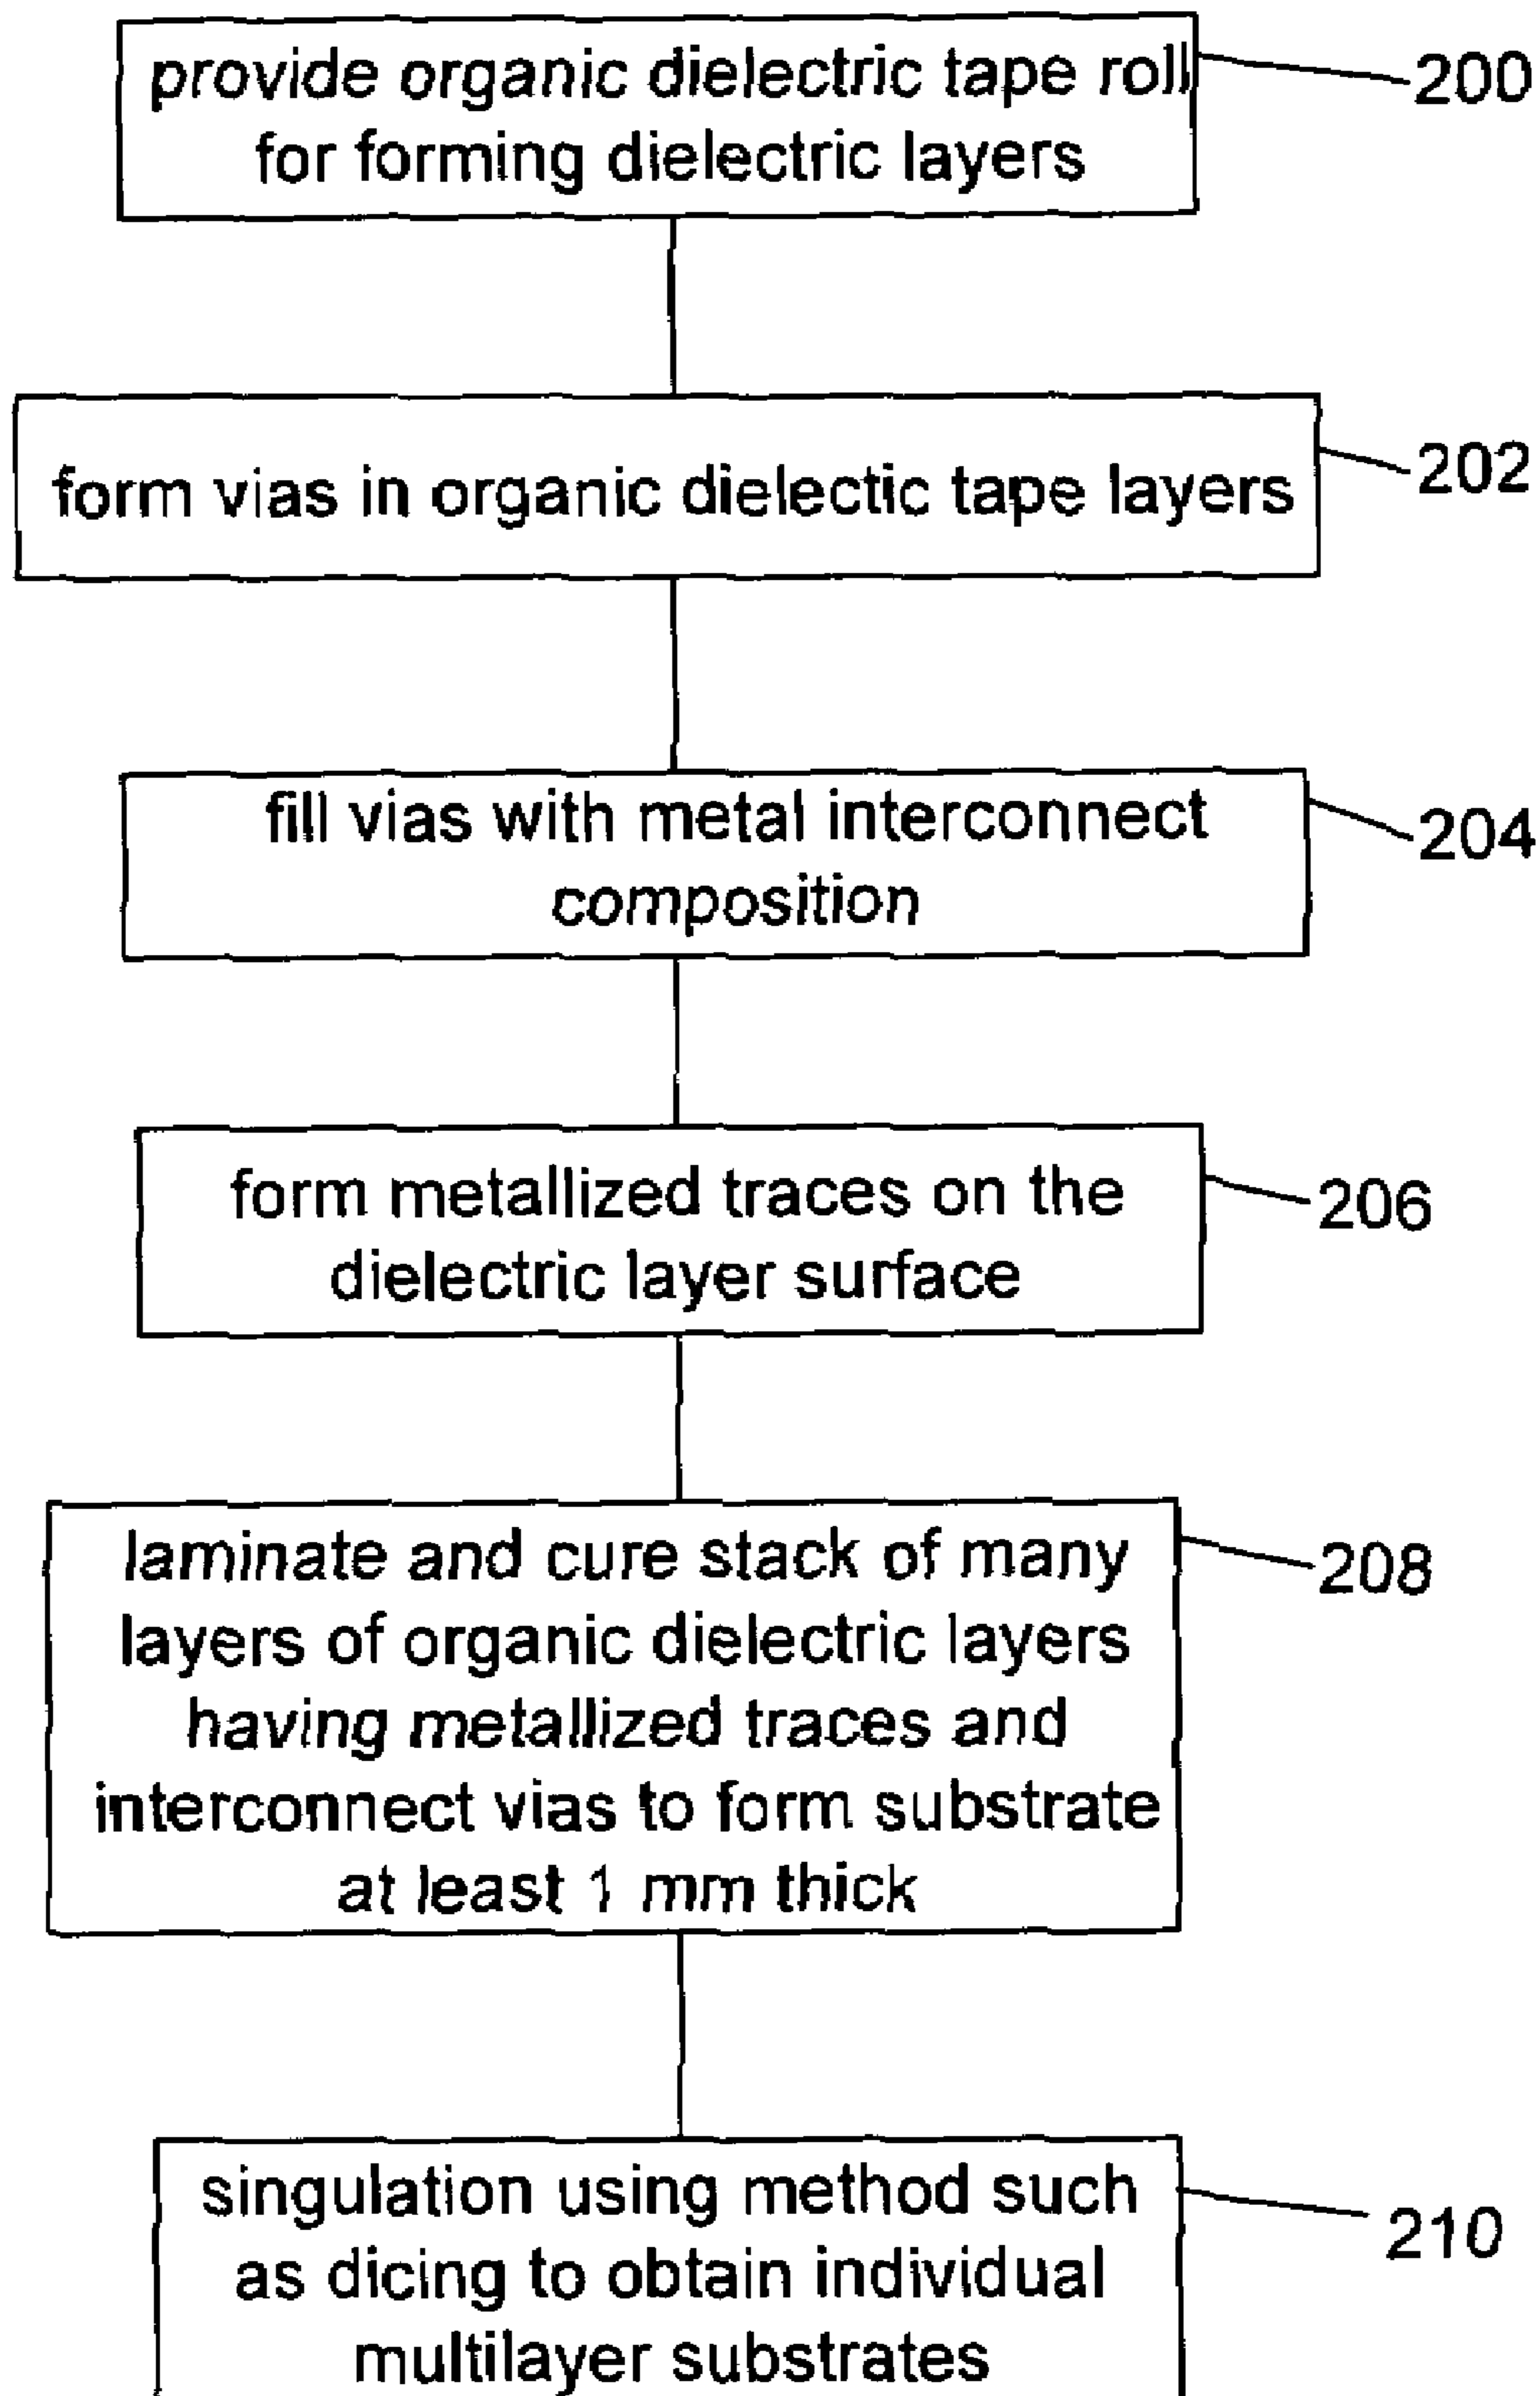 provide organic dielectric tape roll
for forming dielectric layers
200
form vias in organic dielectic tape layers
202
fill vias with metal interconnect
composition
204
form metallized traces on the
dielectric layer surface
206
laminate and cure stack of many
layers of organic dielectric layers
having metallized traces and
interconnect vias to form substrate
at least 1 mm thick
208
singulation using method such
as dicing to obtain individual
multilayer substrates
210